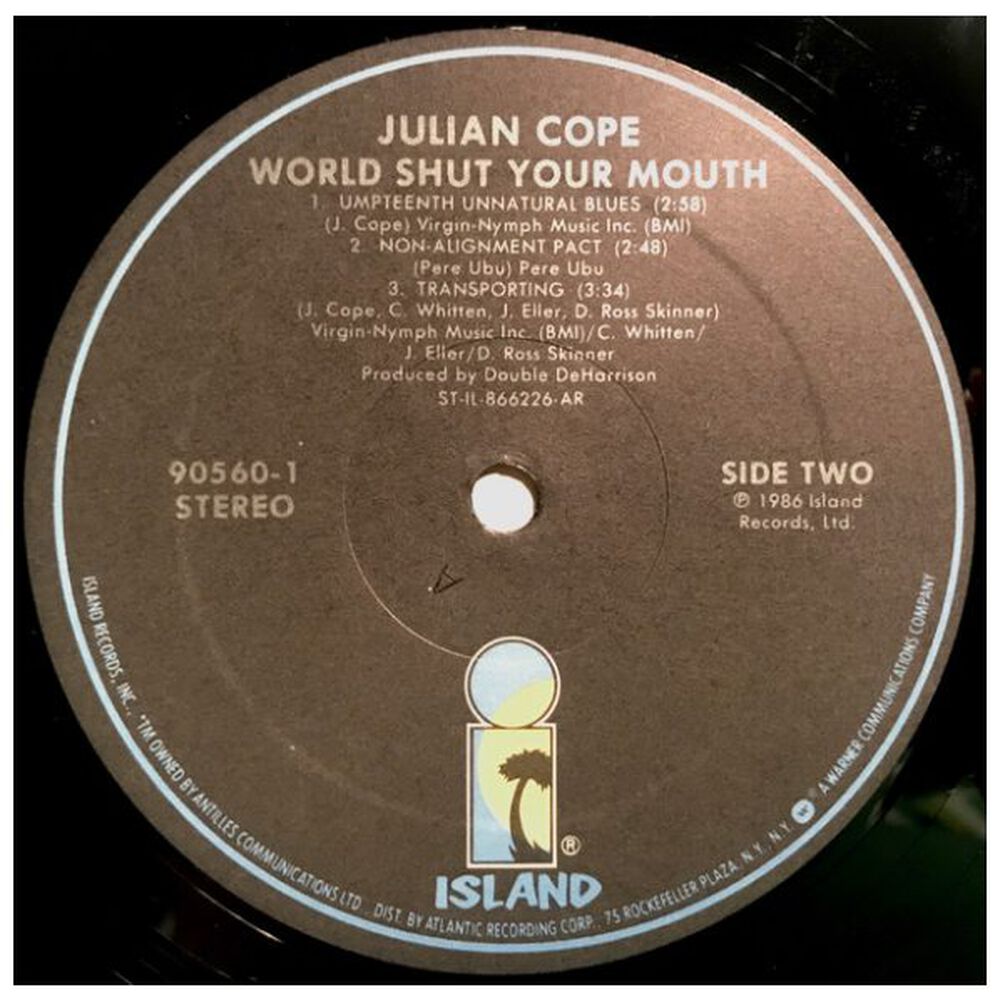 JULIAN COPE
WORLD SHUT YOUR MOUTH
1. UMPTEENTH UNNATURAL BLUES (2:58)
(J. Cope) Virgin-Nymph Music Inc. (BMI)
2 NON-ALIGNMENT PACT (2:48)
(Pere Ubu) Pere Ubu
3. TRANSPORTING (3:34)
(J. Cope, C. Whitten, J. Eller, D. Ross Skinner)
Virgin-Nymph Music Inc. (BMI)/C. Whitten/
J. Eller/D. Ross Skinner
Produced by Double DeHarrison
ST-IL-866226-AR
90560-1
STEREO
SIDE TWO
℗ 1986 Island
Records, Ltd.
ISLAND ®
ISLAND RECORDS, INC., *TM OWNED BY ANTILLES COMMUNICATIONS LTD. DIST. BY ATLANTIC RECORDING CORP., 75 ROCKEFELLER PLAZA, N.Y., N.Y. ® A WARNER COMMUNICATIONS COMPANY